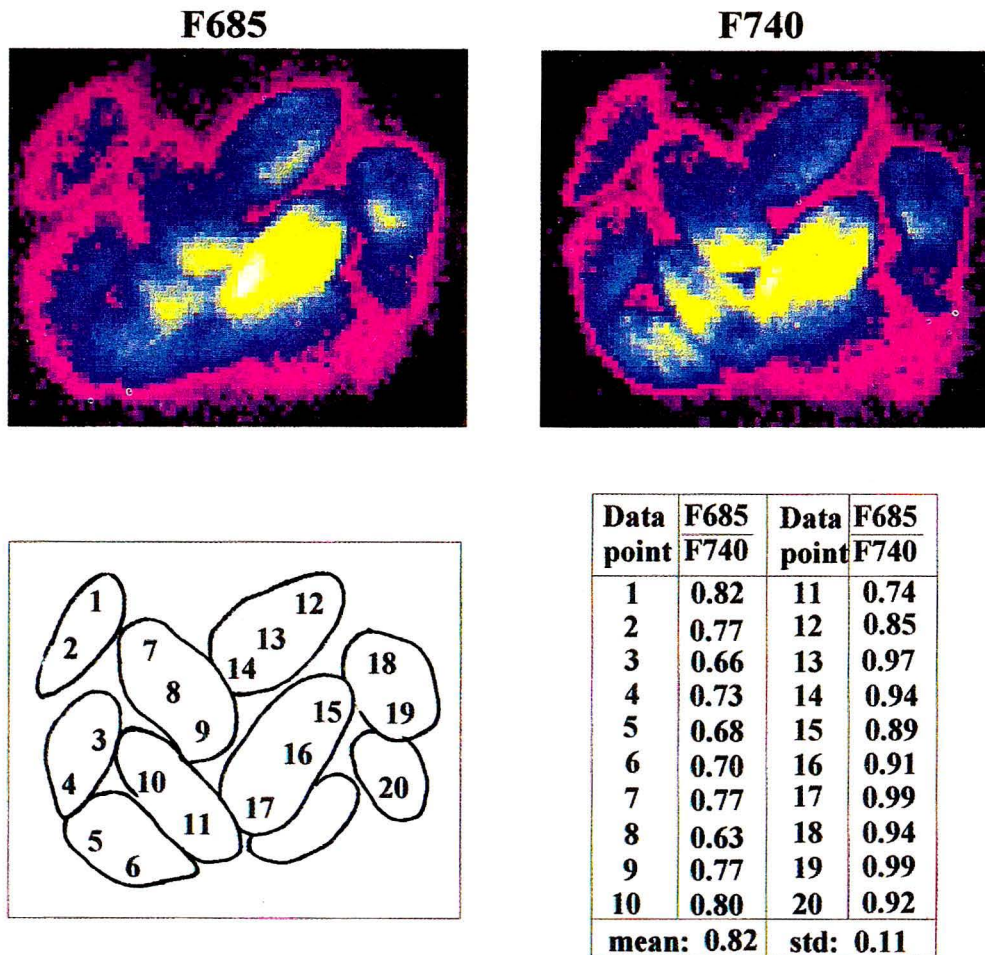 F685 F740
1 12
2 7 13
14 18
8
3 9 15 19
16
4 10 20
11 17
5
6
Data F685 Data F685
point F740 point F740
1 0.82 11 0.74
2 0.77 12 0.85
3 0.66 13 0.97
4 0.73 14 0.94
5 0.68 15 0.89
6 0.70 16 0.91
7 0.77 17 0.99
8 0.63 18 0.94
9 0.77 19 0.99
10 0.80 20 0.92
mean: 0.82 std: 0.11